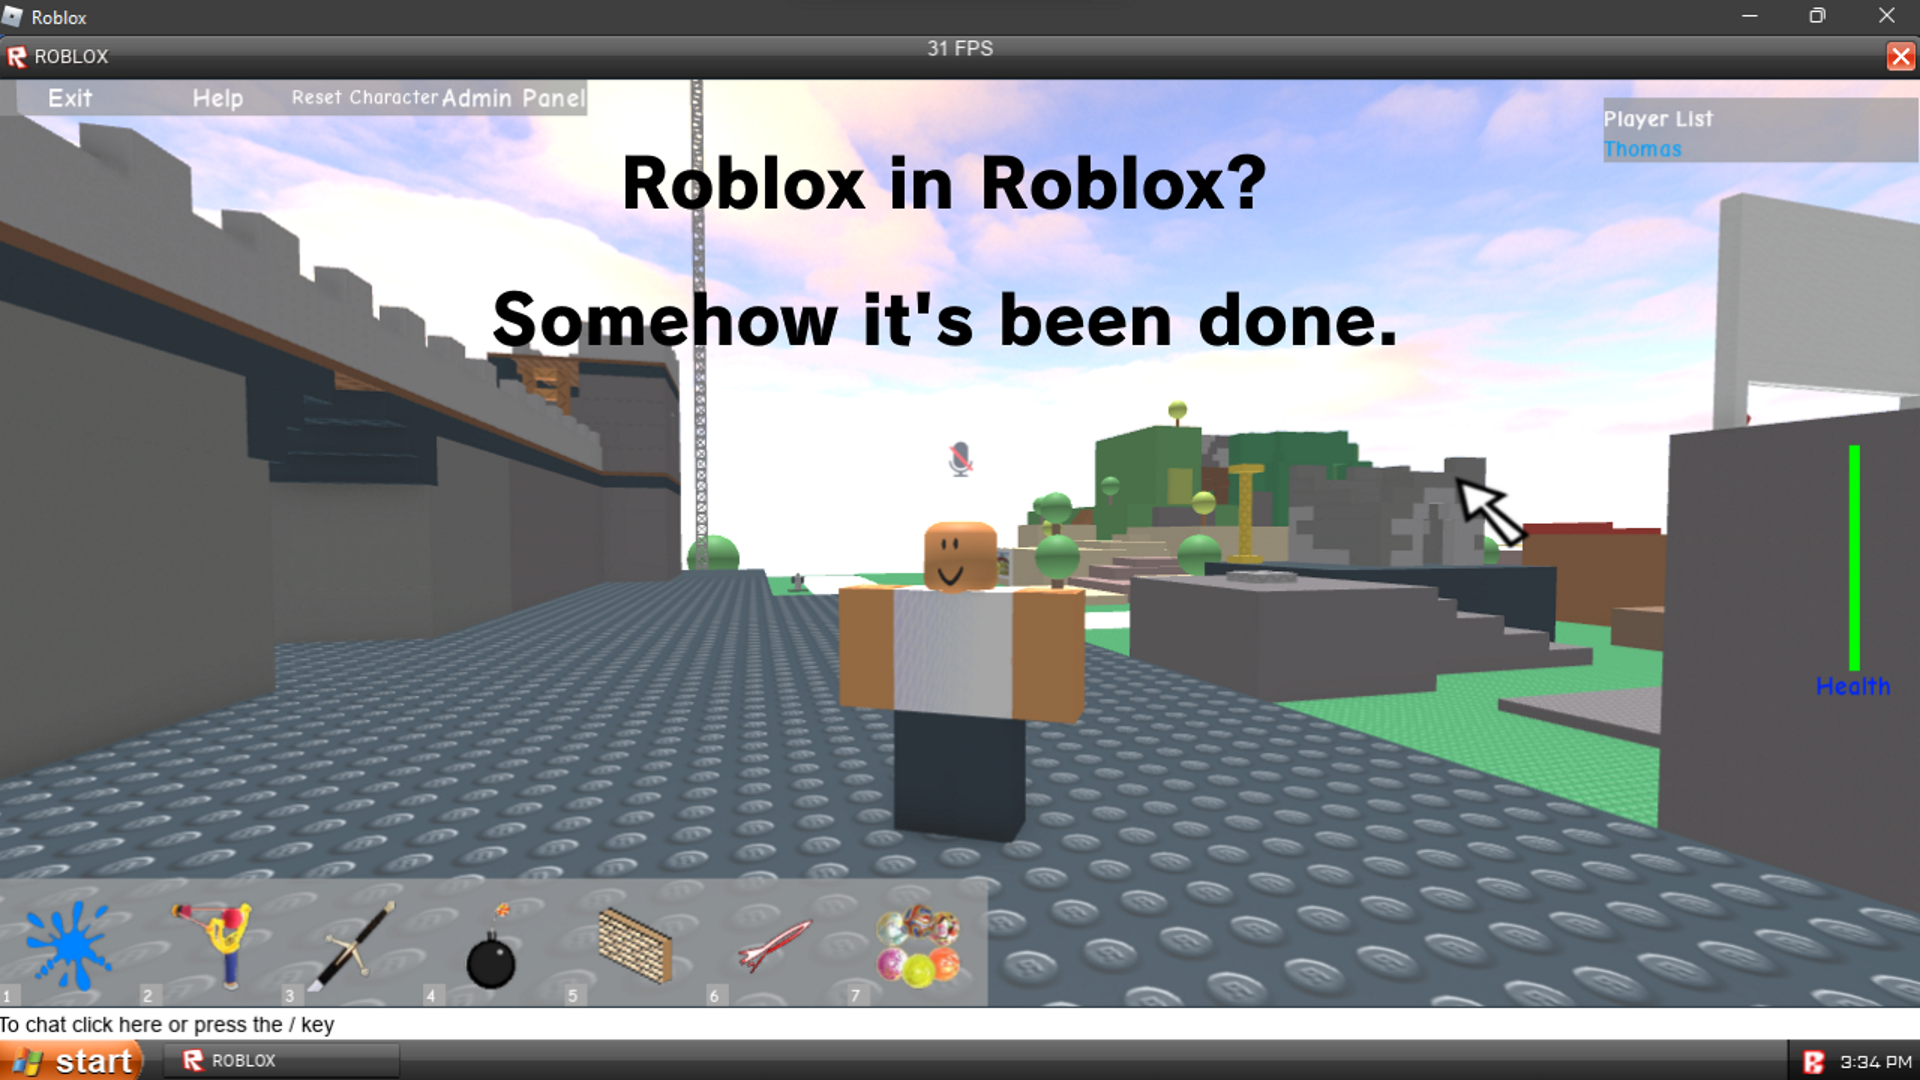 Roblox
ROBLOX
31 FPS
Exit Help Reset Character Admin Panel
Player List
Thomas
Roblox in Roblox?
Somehow it's been done.
Health
1 2 3 4 5 6 7
To chat click here or press the / key
start ROBLOX 3:34 PM